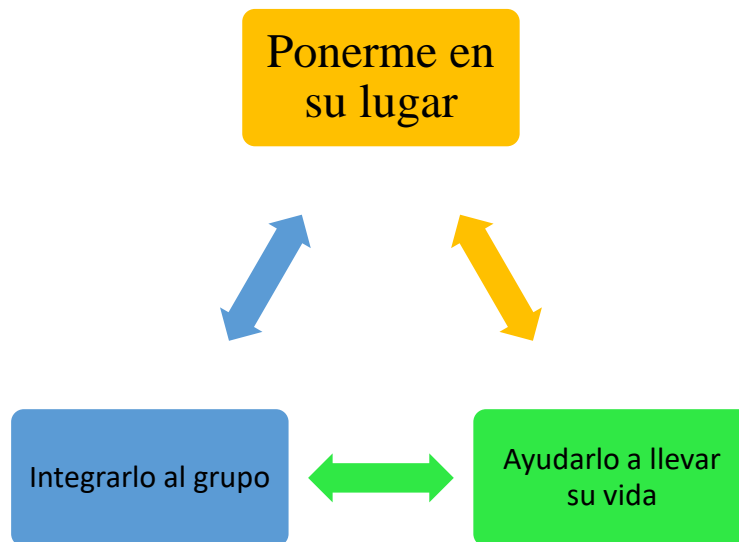 Ponerme en
su lugar
Integrarlo al grupo
Ayudarlo a llevar
su vida